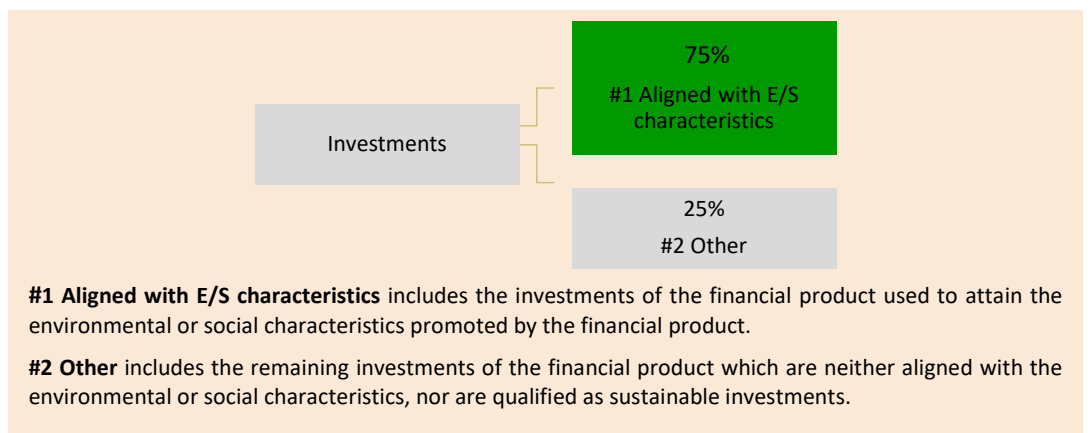 75%
#1 Aligned with E/S
characteristics
Investments
25%
#2 Other
#1 Aligned with E/S characteristics includes the investments of the financial product used to attain the
environmental or social characteristics promoted by the financial product.
#2 Other includes the remaining investments of the financial product which are neither aligned with the
environmental or social characteristics, nor are qualified as sustainable investments.